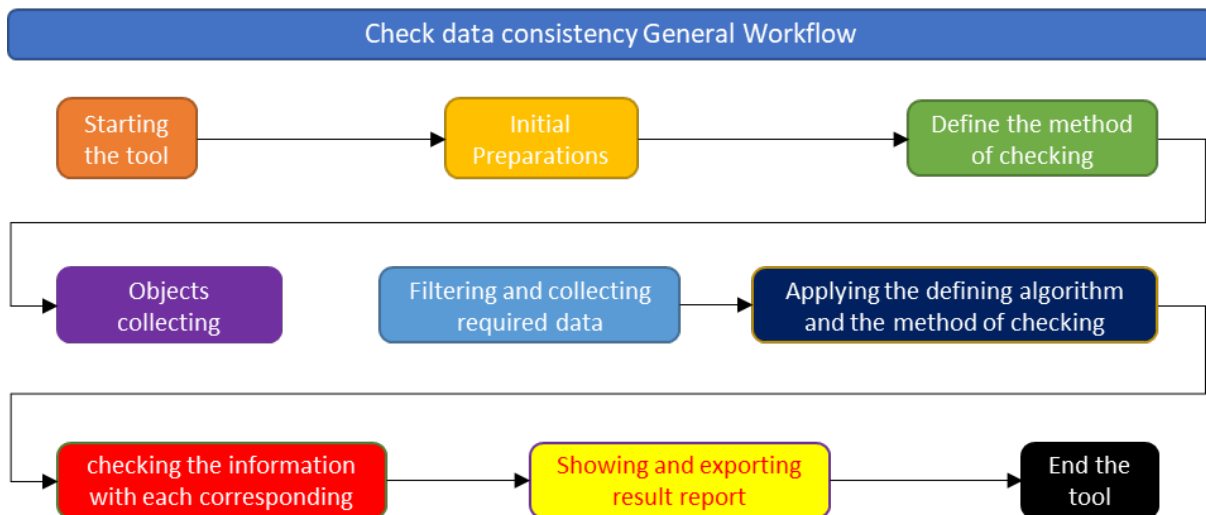 Check data consistency General Workflow
Starting
the tool
Initial
Preparations
Define the method
of checking
Objects
collecting
Filtering and collecting
required data
Applying the defining algorithm
and the method of checking
checking the information
with each corresponding
Showing and exporting
result report
End the
tool